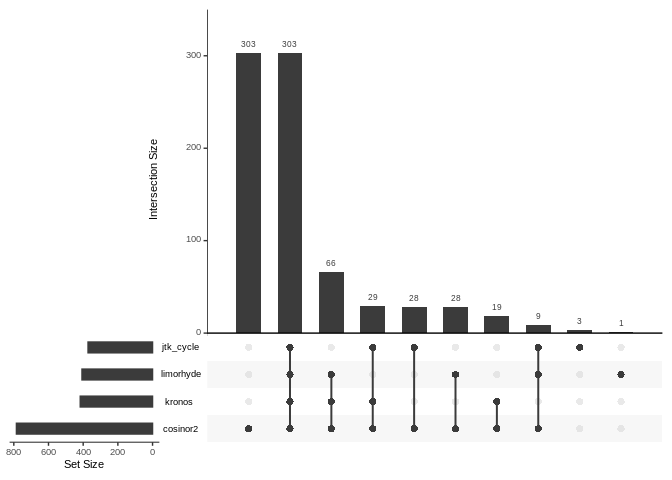 303
303
300
Intersection Size
200
100
66
29
28
28
19
9
3
1
0
jtk_cycle
limorhyde
kronos
cosinor2
800 600 400 200 0
Set Size